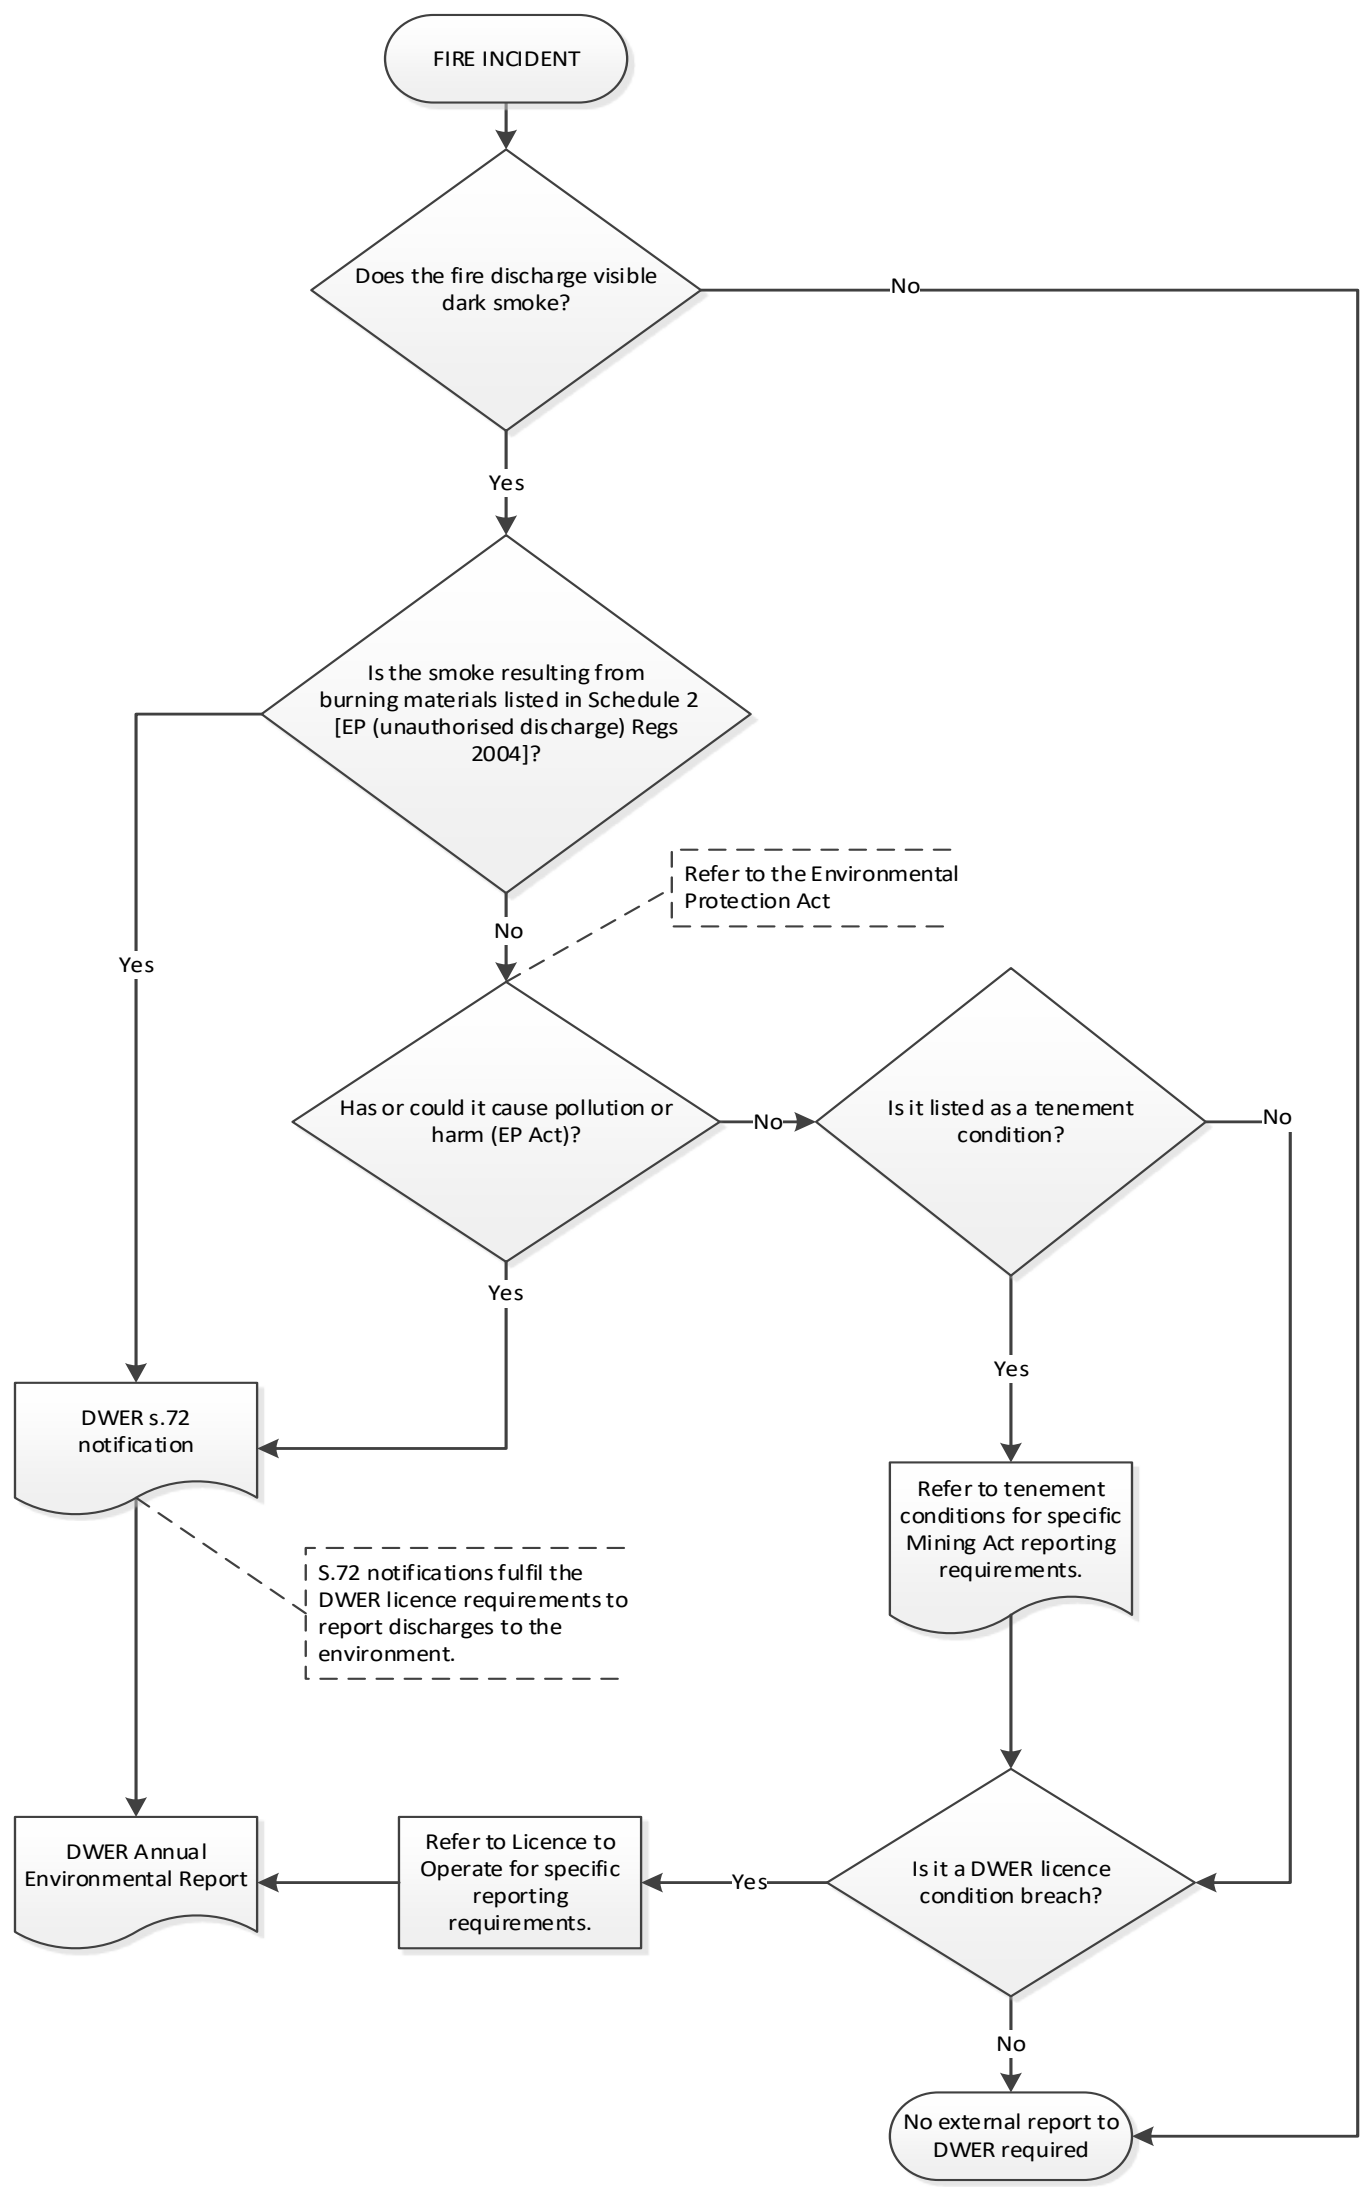 FIRE INCIDENT
Does the fire discharge visible
dark smoke?
No
Yes
Is the smoke resulting from
burning materials listed in Schedule 2
[EP (unauthorised discharge) Regs
2004]?
Yes
No
Refer to the Environmental
Protection Act
Has or could it cause pollution or
harm (EP Act)?
No
Is it listed as a tenement
condition?
No
Yes
Yes
DWER s.72
notification
Refer to tenement
conditions for specific
Mining Act reporting
requirements.
S.72 notifications fulfil the
DWER licence requirements to
report discharges to the
environment.
DWER Annual
Environmental Report
Refer to Licence to
Operate for specific
reporting
requirements.
Yes
Is it a DWER licence
condition breach?
No
No external report to
DWER required